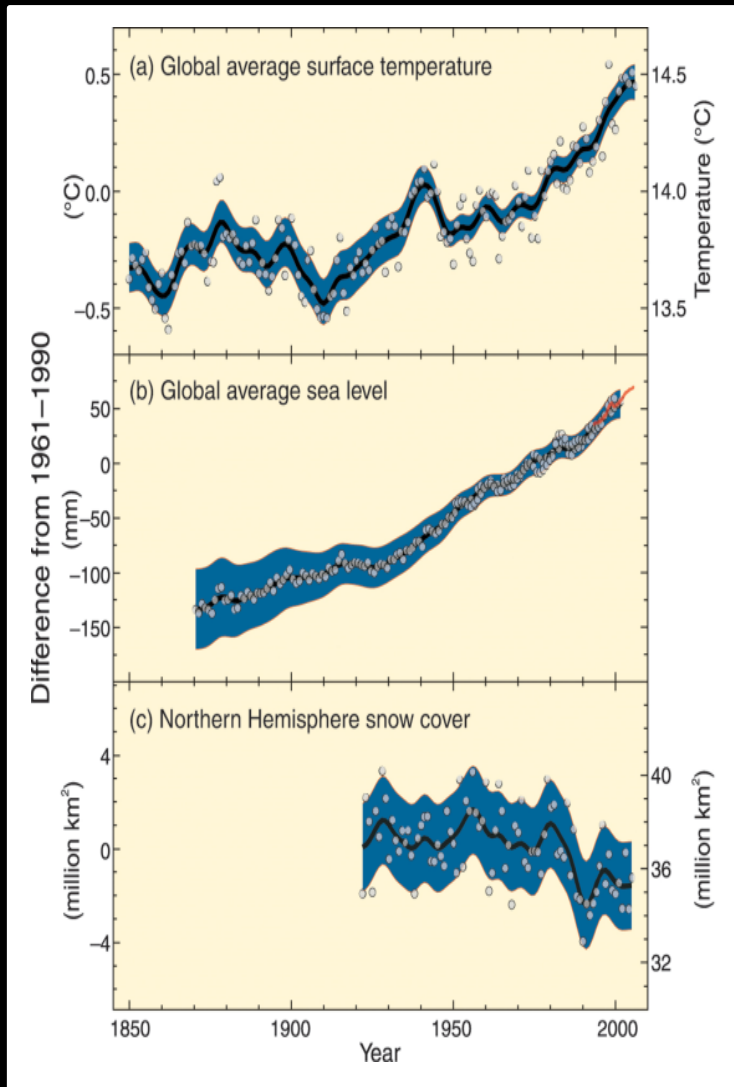 (a) Global average surface temperature
0.5
0.0
−0.5
(°C)
14.5
14.0
13.5
Temperature (°C)
Difference from 1961–1990
(b) Global average sea level
50
0
−50
−100
−150
(mm)
(c) Northern Hemisphere snow cover
4
0
−4
(million km²)
40
36
32
(million km²)
1850
1900
1950
2000
Year